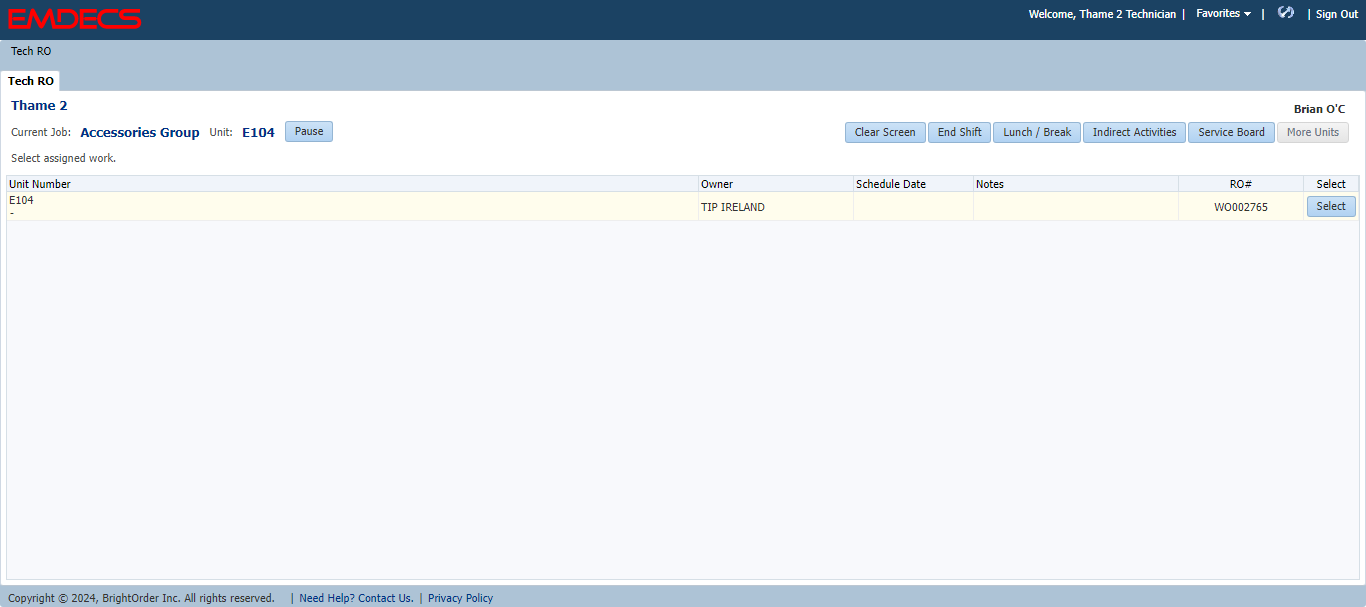 EMDECS
Welcome, Thame 2 Technician | Favorites | | Sign Out
Tech RO
Tech RO
Thame 2
Brian O'C
Current Job: Accessories Group Unit: E104 Pause
Clear Screen End Shift Lunch / Break Indirect Activities Service Board More Units
Select assigned work.
Unit Number Owner Schedule Date Notes RO# Select
E104
-
TIP IRELAND WO002765 Select
Copyright © 2024, BrightOrder Inc. All rights reserved. | Need Help? Contact Us. | Privacy Policy